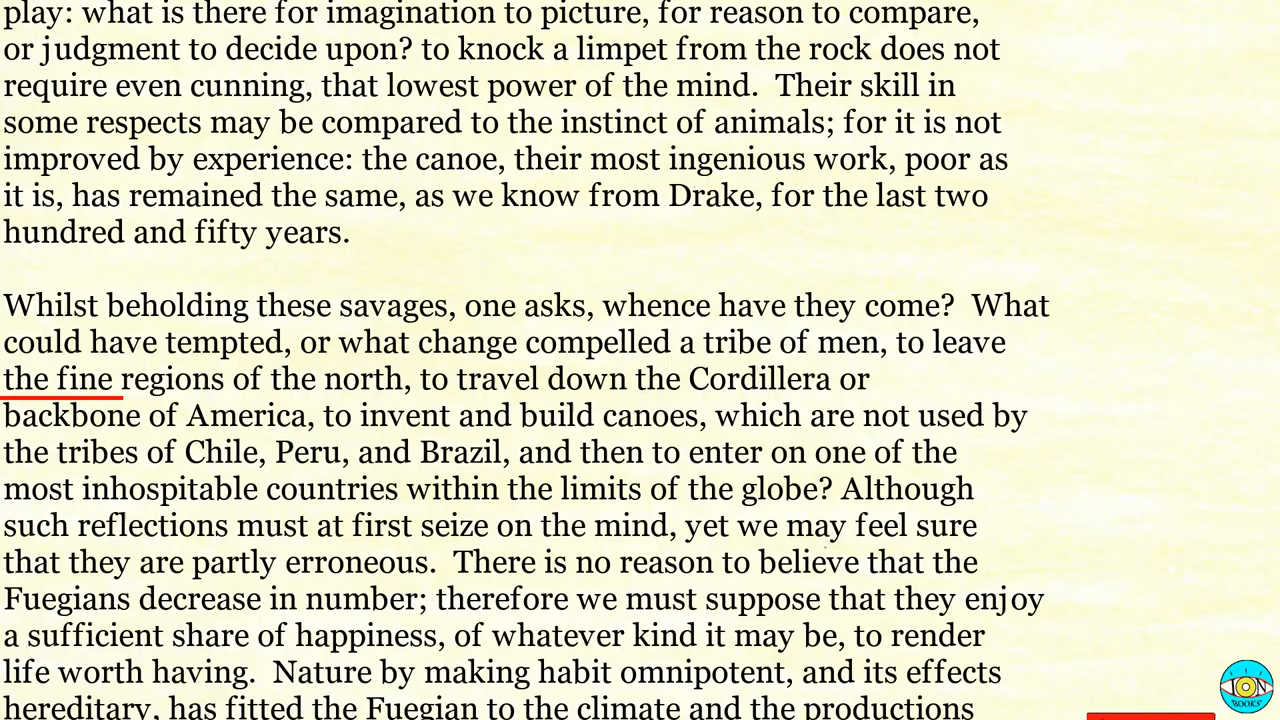 play: what is there for imagination to picture, for reason to compare,
or judgment to decide upon? to knock a limpet from the rock does not
require even cunning, that lowest power of the mind.  Their skill in
some respects may be compared to the instinct of animals; for it is not
improved by experience: the canoe, their most ingenious work, poor as
it is, has remained the same, as we know from Drake, for the last two
hundred and fifty years.

Whilst beholding these savages, one asks, whence have they come?  What
could have tempted, or what change compelled a tribe of men, to leave
the fine regions of the north, to travel down the Cordillera or
backbone of America, to invent and build canoes, which are not used by
the tribes of Chile, Peru, and Brazil, and then to enter on one of the
most inhospitable countries within the limits of the globe? Although
such reflections must at first seize on the mind, yet we may feel sure
that they are partly erroneous.  There is no reason to believe that the
Fuegians decrease in number; therefore we must suppose that they enjoy
a sufficient share of happiness, of whatever kind it may be, to render
life worth having.  Nature by making habit omnipotent, and its effects
hereditary, has fitted the Fuegian to the climate and the productions
ION
BOOKS